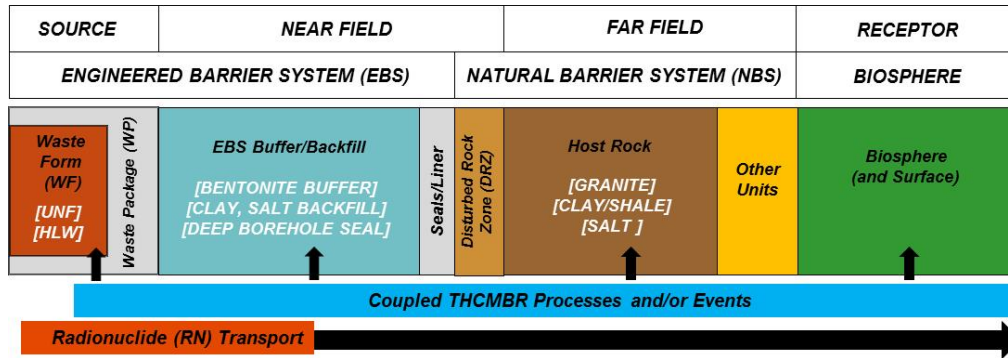 SOURCE
NEAR FIELD
FAR FIELD
RECEPTOR
ENGINEERED BARRIER SYSTEM (EBS)
NATURAL BARRIER SYSTEM (NBS)
BIOSPHERE
Waste
Form
(WF)
[UNF]
[HLW]
Waste Package (WP)
EBS Buffer/Backfill
[BENTONITE BUFFER]
[CLAY, SALT BACKFILL]
[DEEP BOREHOLE SEAL]
Seals/Liner
Disturbed Rock
Zone (DRZ)
Host Rock
[GRANITE]
[CLAY/SHALE]
[SALT ]
Other
Units
Biosphere
(and Surface)
Coupled THCMBR Processes and/or Events
Radionuclide (RN) Transport